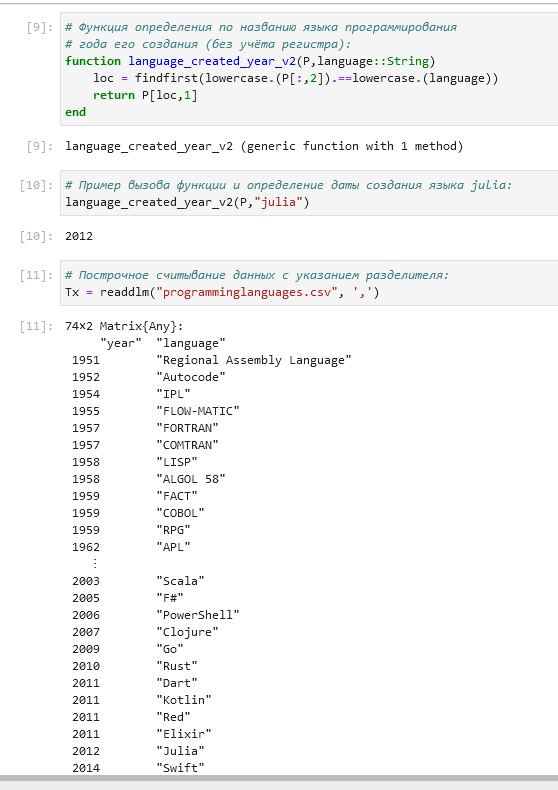 [9]: # Функция определения по названию языка программирования
# года его создания (без учёта регистра):
function language_created_year_v2(P,language::String)
loc = findfirst(lowercase.(P[:,2]).==lowercase.(language))
return P[loc,1]
end
[9]: language_created_year_v2 (generic function with 1 method)
[10]: # Пример вызова функции и определение даты создания языка julia:
language_created_year_v2(P,"julia")
[10]: 2012
[11]: # Построчное считывание данных с указанием разделителя:
Tx = readdlm("programminglanguages.csv", ',')
[11]: 74×2 Matrix{Any}:
"year" "language"
1951 "Regional Assembly Language"
1952 "Autocode"
1954 "IPL"
1955 "FLOW-MATIC"
1957 "FORTRAN"
1957 "COMTRAN"
1958 "LISP"
1958 "ALGOL 58"
1959 "FACT"
1959 "COBOL"
1959 "RPG"
1962 "APL"
⋮
2003 "Scala"
2005 "F#"
2006 "PowerShell"
2007 "Clojure"
2009 "Go"
2010 "Rust"
2011 "Dart"
2011 "Kotlin"
2011 "Red"
2011 "Elixir"
2012 "Julia"
2014 "Swift"